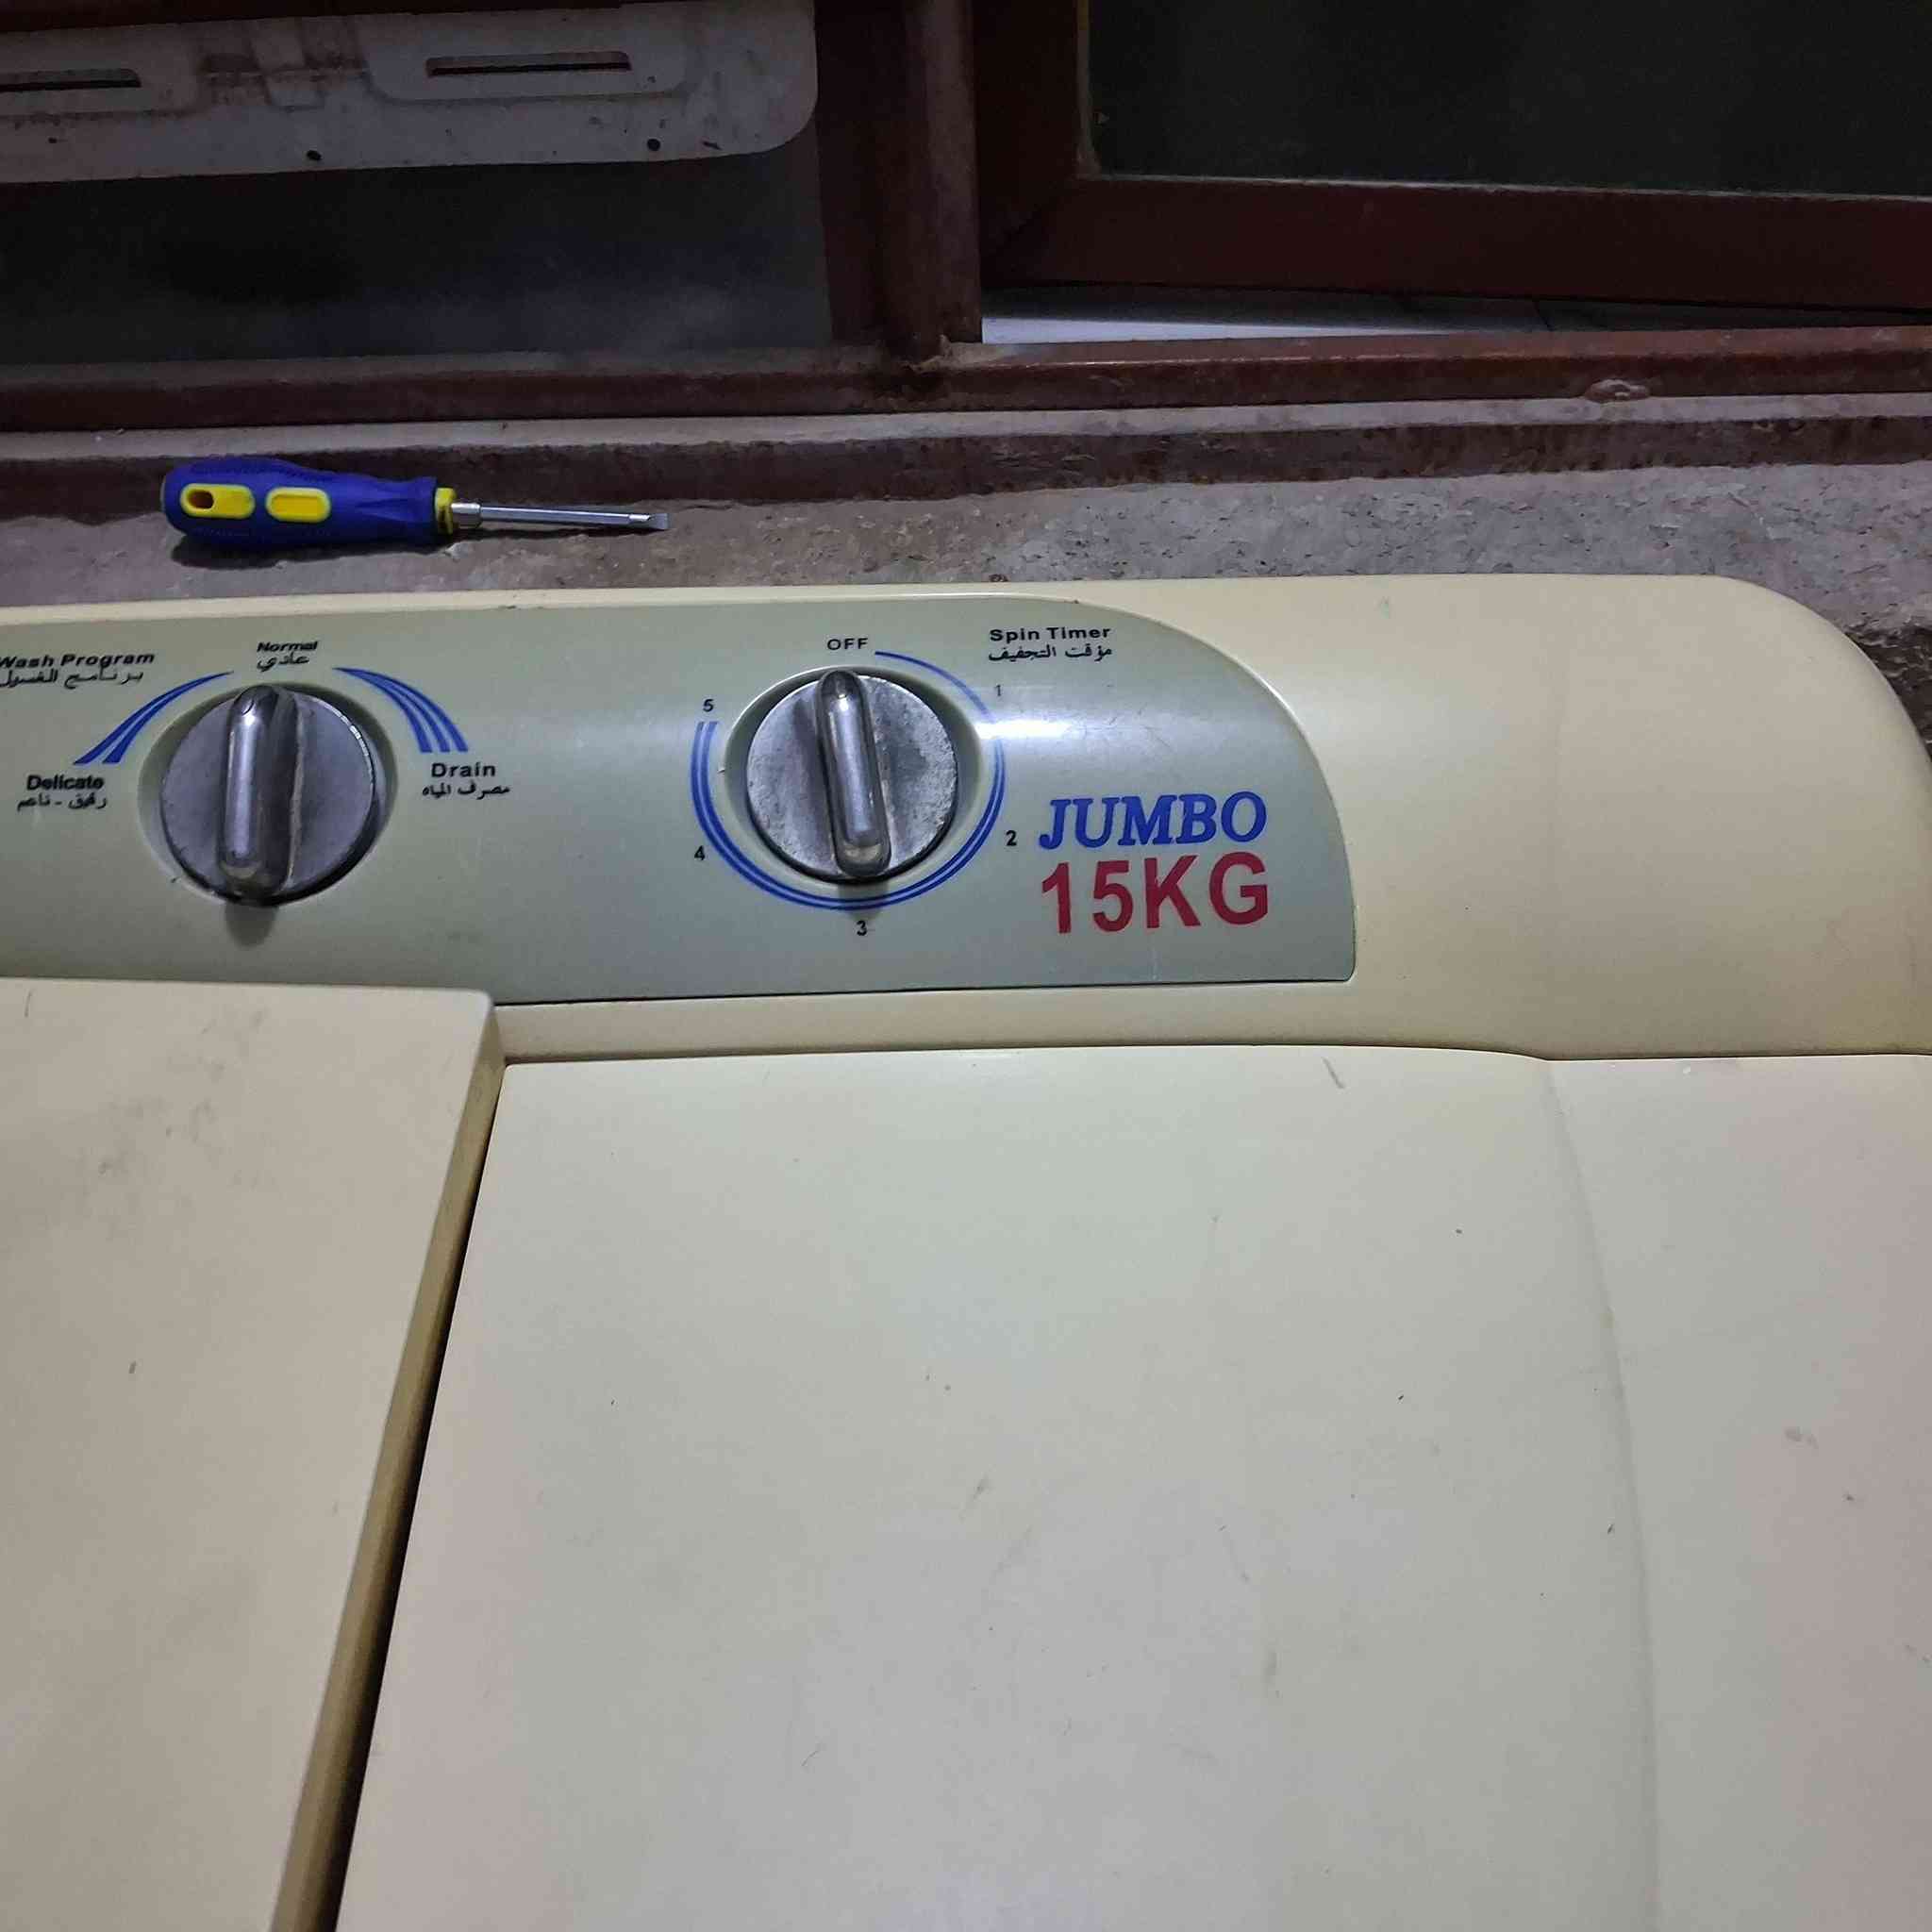 Wash Program
برنامج الغسيل
Normal
عادي
Delicate
رقيق - ناعم
Drain
مصرف المياه
OFF
Spin Timer
مؤقت التجفيف
1
2
3
4
5
JUMBO
15KG